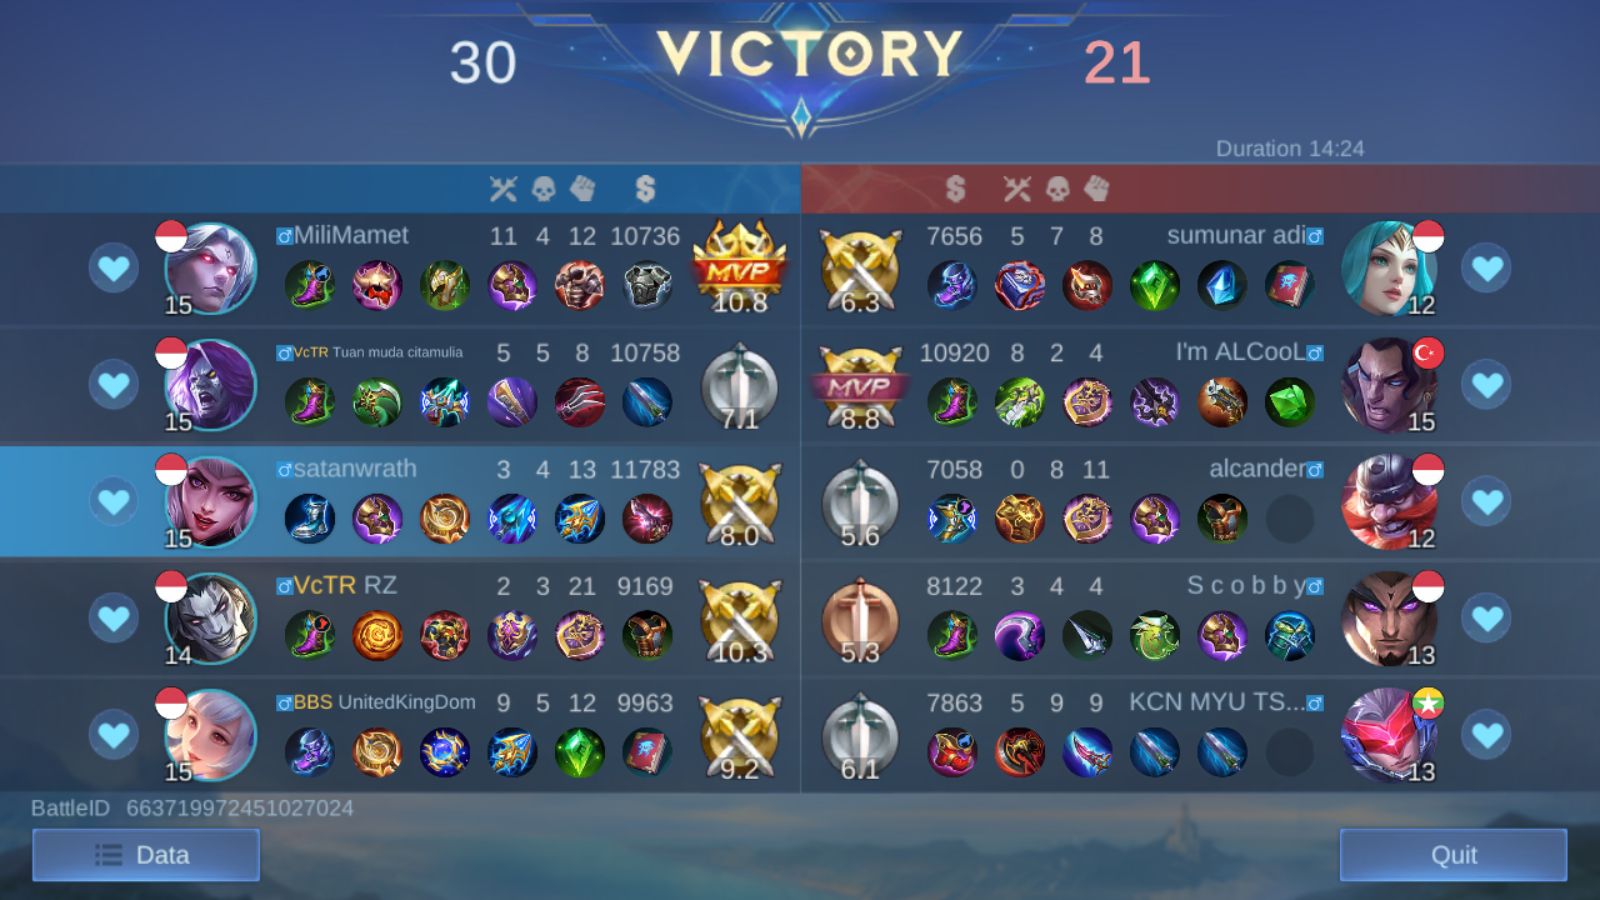 30 VICTORY 21
Duration 14:24
MiliMamet 11 4 12 10736 MVP 10.8
15
VcTR Tuan muda citamulia 5 5 8 10758 7.1
15
satanwrath 3 4 13 11783 8.0
15
VcTR RZ 2 3 21 9169 10.3
14
BBS UnitedKingDom 9 5 12 9963 9.2
15
6.3 7656 5 7 8 sumunar adi
12
MVP 8.8 10920 8 2 4 I'm ALCooL
15
5.6 7058 0 8 11 alcander
12
5.3 8122 3 4 4 S c o b b y
13
6.1 7863 5 9 9 KCN MYU TS...
13
BattleID 663719972451027024
Data
Quit